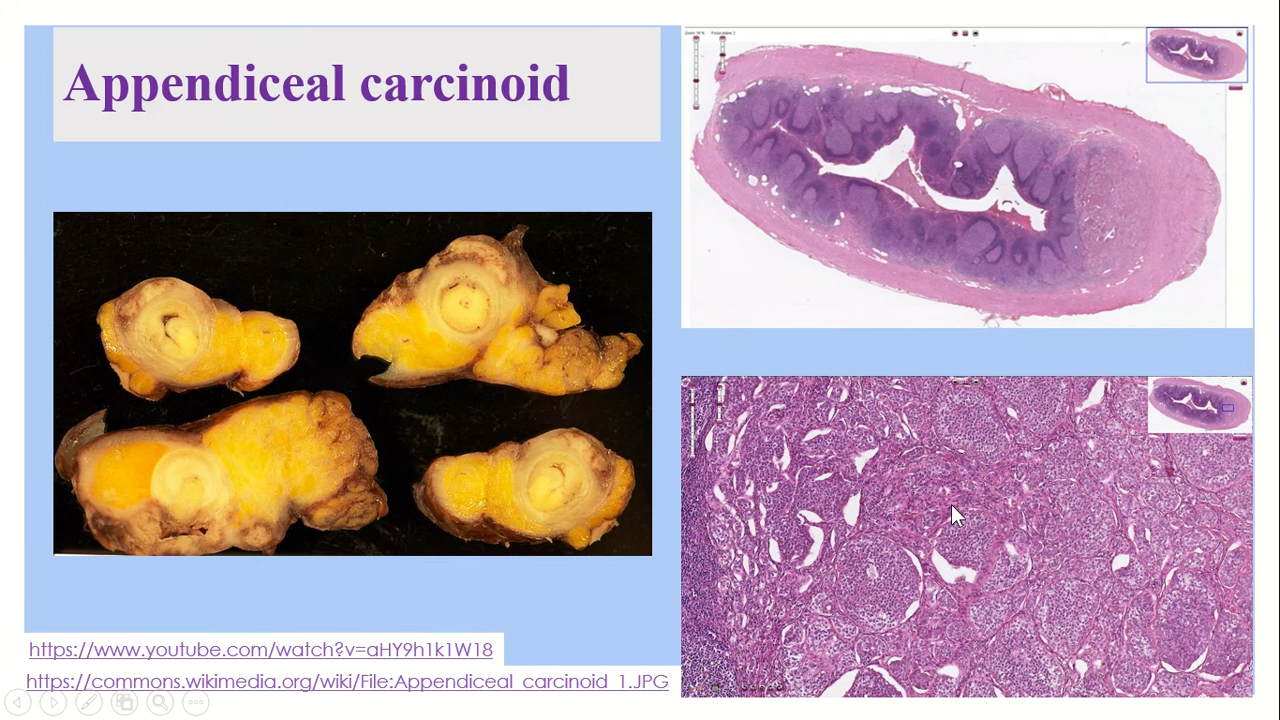 Appendiceal carcinoid
https://www.youtube.com/watch?v=aHY9h1k1W18
https://commons.wikimedia.org/wiki/File:Appendiceal_carcinoid_1.JPG